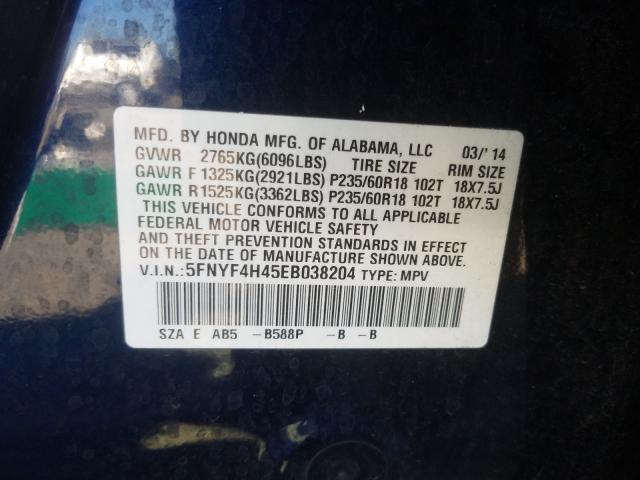 MFD. BY HONDA MFG. OF ALABAMA, LLC 03/'14
GVWR 2765KG(6096LBS) TIRE SIZE RIM SIZE
GAWR F 1325KG(2921LBS) P235/60R18 102T 18X7.5J
GAWR R1525KG(3362LBS) P235/60R18 102T 18X7.5J
THIS VEHICLE CONFORMS TO ALL APPLICABLE
FEDERAL MOTOR VEHICLE SAFETY
AND THEFT PREVENTION STANDARDS IN EFFECT
ON THE DATE OF MANUFACTURE SHOWN ABOVE.
V.I.N.:5FNYF4H45EB038204 TYPE: MPV
SZA E AB5 -B588P -B -B